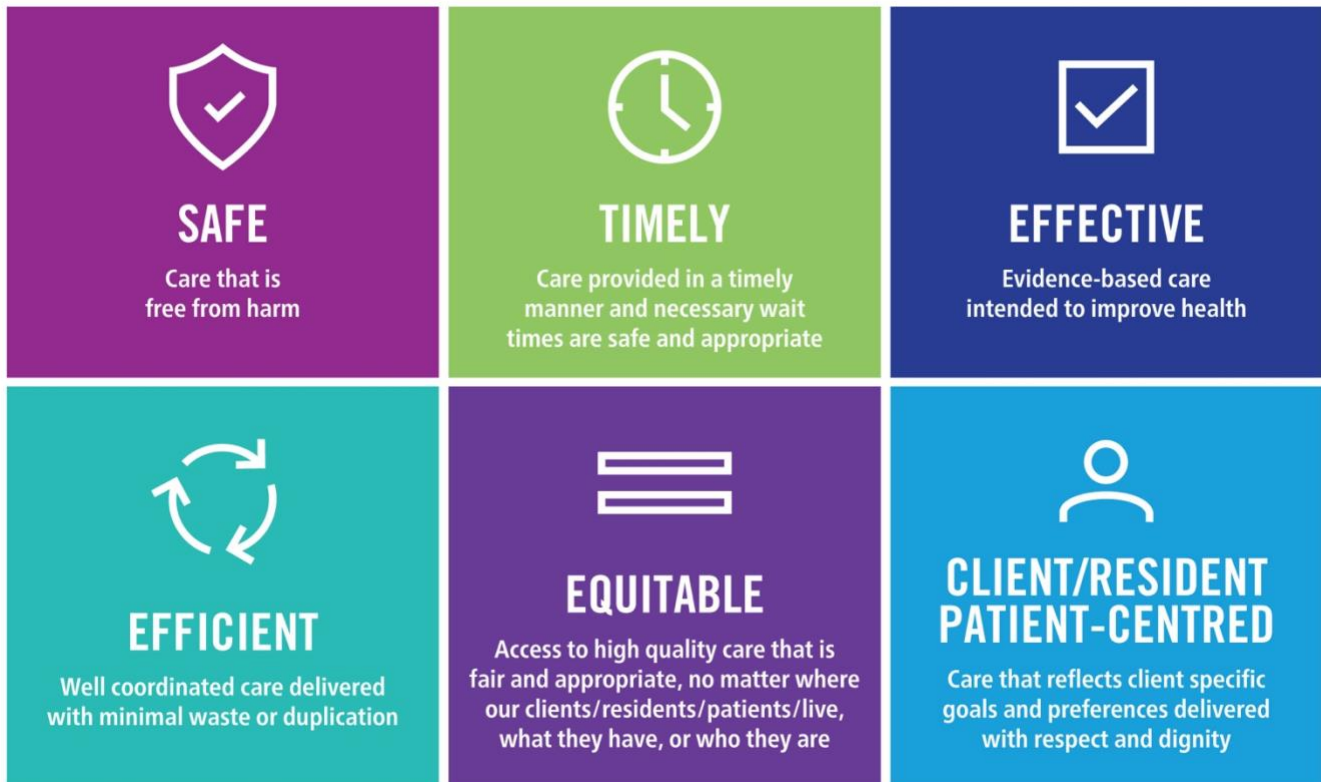 SAFE
Care that is
free from harm
TIMELY
Care provided in a timely
manner and necessary wait
times are safe and appropriate
EFFECTIVE
Evidence-based care
intended to improve health
EFFICIENT
Well coordinated care delivered
with minimal waste or duplication
EQUITABLE
Access to high quality care that is
fair and appropriate, no matter where
our clients/residents/patients/live,
what they have, or who they are
CLIENT/RESIDENT
PATIENT-CENTRED
Care that reflects client specific
goals and preferences delivered
with respect and dignity